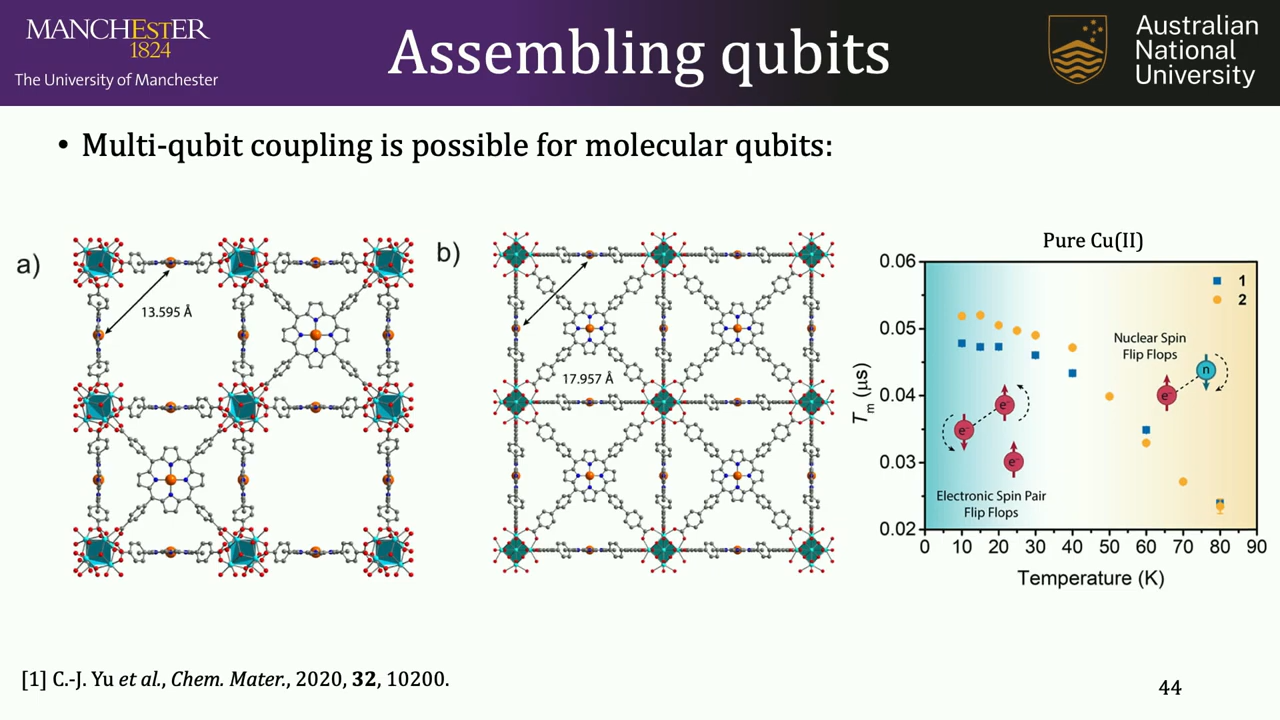 MANCHESTER
1824
The University of Manchester
Assembling qubits
Australian
National
University
• Multi-qubit coupling is possible for molecular qubits:
a)
13.595 Å
b)
17.957 Å
Pure Cu(II)
0.06
0.05
0.04
0.03
0.02
Tm (µs)
1
2
Nuclear Spin
Flip Flops
n
e-
e-
e-
e-
Electronic Spin Pair
Flip Flops
0 10 20 30 40 50 60 70 80 90
Temperature (K)
[1] C.-J. Yu et al., Chem. Mater., 2020, 32, 10200.
44